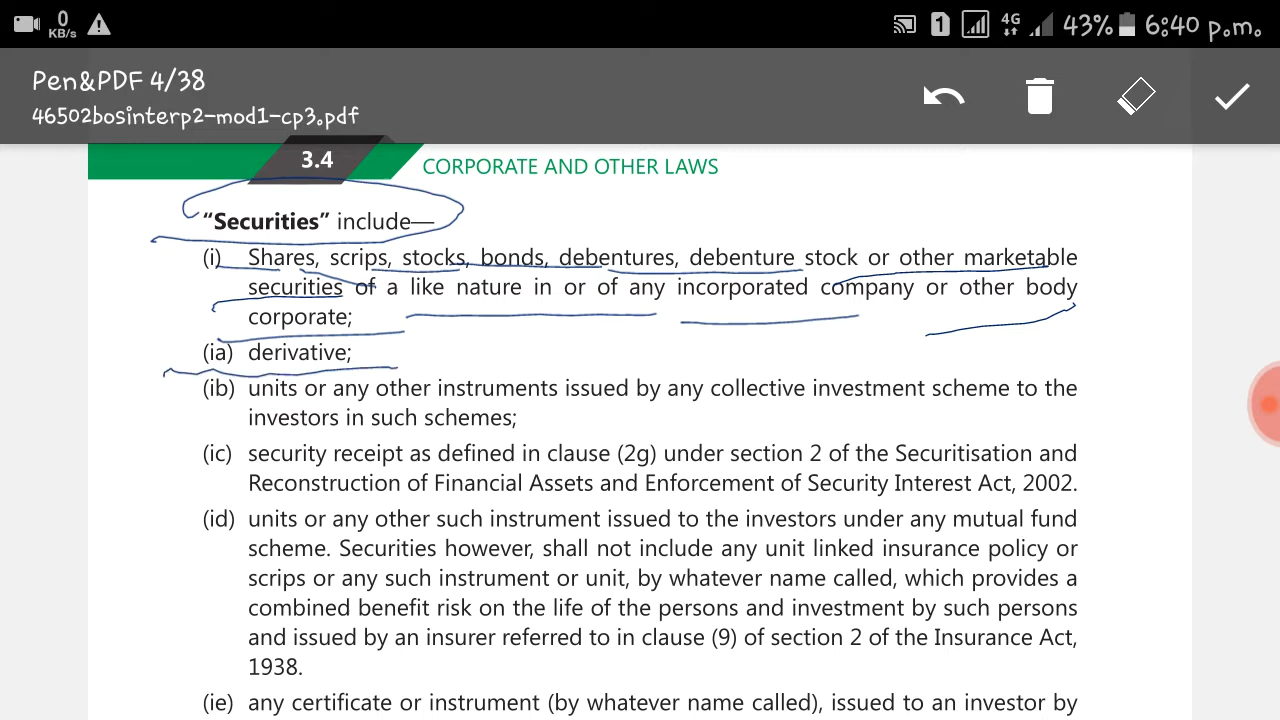 0
KB/s
1
4G
43%
6:40 p.m.
Pen&PDF 4/38
46502bosinterp2-mod1-cp3.pdf
3.4
CORPORATE AND OTHER LAWS
“Securities” include—
(i) Shares, scrips, stocks, bonds, debentures, debenture stock or other marketable
securities of a like nature in or of any incorporated company or other body
corporate;
(ia) derivative;
(ib) units or any other instruments issued by any collective investment scheme to the
investors in such schemes;
(ic) security receipt as defined in clause (2g) under section 2 of the Securitisation and
Reconstruction of Financial Assets and Enforcement of Security Interest Act, 2002.
(id) units or any other such instrument issued to the investors under any mutual fund
scheme. Securities however, shall not include any unit linked insurance policy or
scrips or any such instrument or unit, by whatever name called, which provides a
combined benefit risk on the life of the persons and investment by such persons
and issued by an insurer referred to in clause (9) of section 2 of the Insurance Act,
1938.
(ie) any certificate or instrument (by whatever name called), issued to an investor by